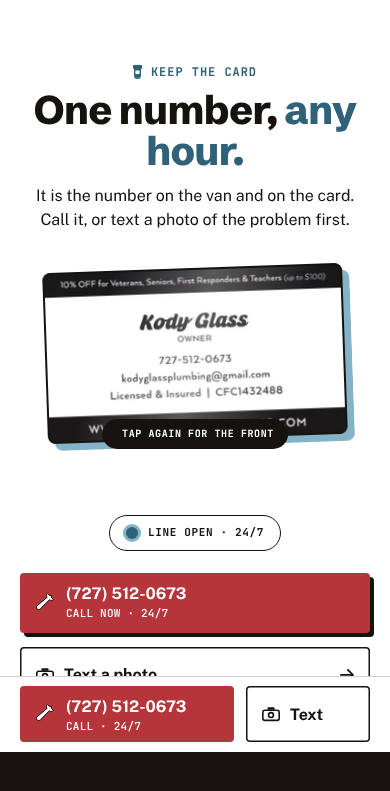 KEEP THE CARD
One number, any
hour.
It is the number on the van and on the card.
Call it, or text a photo of the problem first.
10% OFF for Veterans, Seniors, First Responders & Teachers (up to $100)
Kody Glass
OWNER
727-512-0673
kodyglassplumbing@gmail.com
Licensed & Insured | CFC1432488
TAP AGAIN FOR THE FRONT
LINE OPEN · 24/7
(727) 512-0673
CALL NOW · 24/7
Text a photo
(727) 512-0673
CALL · 24/7
Text